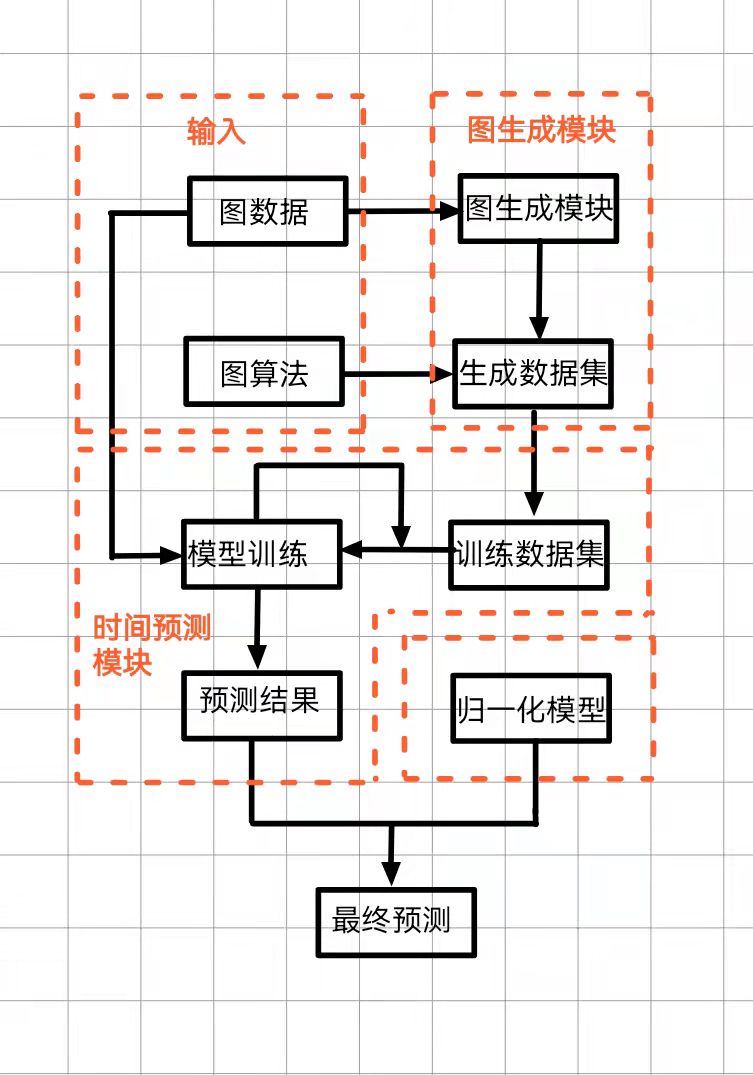 输入
图生成模块
图数据
图生成模块
图算法
生成数据集
模型训练
训练数据集
时间预测
模块
预测结果
归一化模型
最终预测